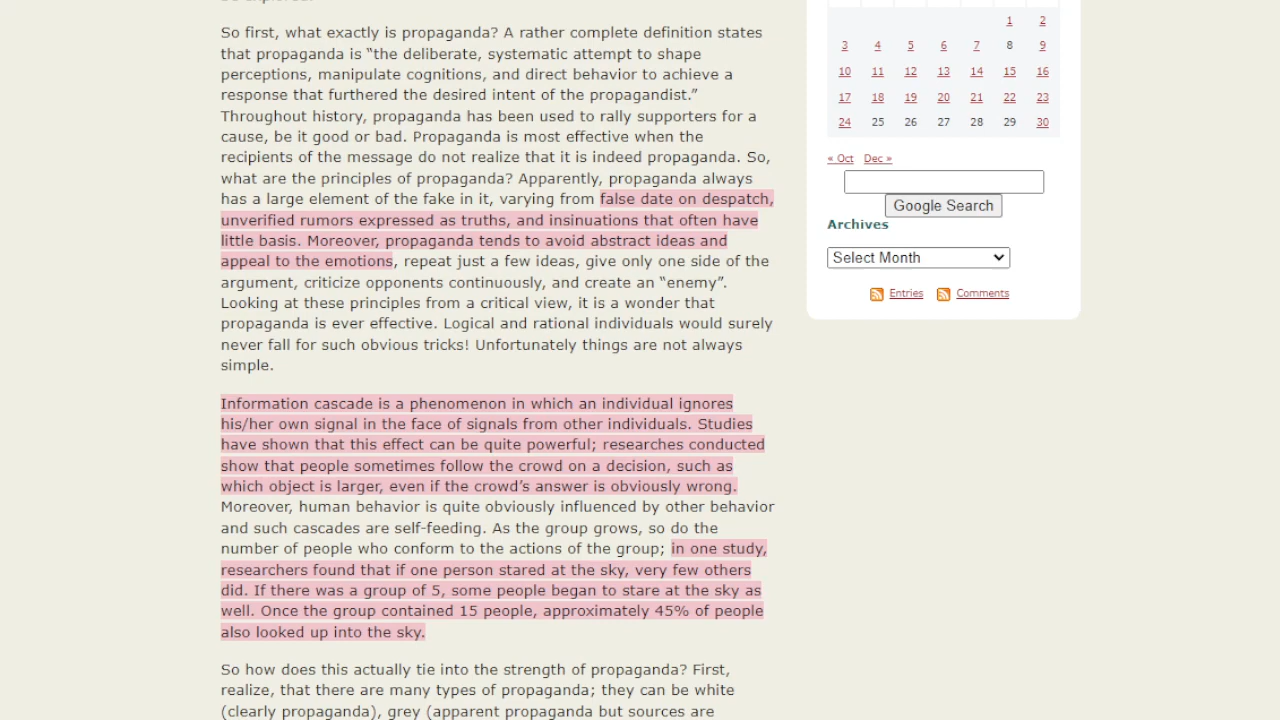 So first, what exactly is propaganda? A rather complete definition states
that propaganda is “the deliberate, systematic attempt to shape
perceptions, manipulate cognitions, and direct behavior to achieve a
response that furthered the desired intent of the propagandist.”
Throughout history, propaganda has been used to rally supporters for a
cause, be it good or bad. Propaganda is most effective when the
recipients of the message do not realize that it is indeed propaganda. So,
what are the principles of propaganda? Apparently, propaganda always
has a large element of the fake in it, varying from false date on despatch,
unverified rumors expressed as truths, and insinuations that often have
little basis. Moreover, propaganda tends to avoid abstract ideas and
appeal to the emotions, repeat just a few ideas, give only one side of the
argument, criticize opponents continuously, and create an “enemy”.
Looking at these principles from a critical view, it is a wonder that
propaganda is ever effective. Logical and rational individuals would surely
never fall for such obvious tricks! Unfortunately things are not always
simple.
Information cascade is a phenomenon in which an individual ignores
his/her own signal in the face of signals from other individuals. Studies
have shown that this effect can be quite powerful; researches conducted
show that people sometimes follow the crowd on a decision, such as
which object is larger, even if the crowd’s answer is obviously wrong.
Moreover, human behavior is quite obviously influenced by other behavior
and such cascades are self-feeding. As the group grows, so do the
number of people who conform to the actions of the group; in one study,
researchers found that if one person stared at the sky, very few others
did. If there was a group of 5, some people began to stare at the sky as
well. Once the group contained 15 people, approximately 45% of people
also looked up into the sky.
So how does this actually tie into the strength of propaganda? First,
realize, that there are many types of propaganda; they can be white
(clearly propaganda), grey (apparent propaganda but sources are
1 2
3 4 5 6 7 8 9
10 11 12 13 14 15 16
17 18 19 20 21 22 23
24 25 26 27 28 29 30
« Oct Dec »
Google Search
Archives
Select Month
Entries Comments